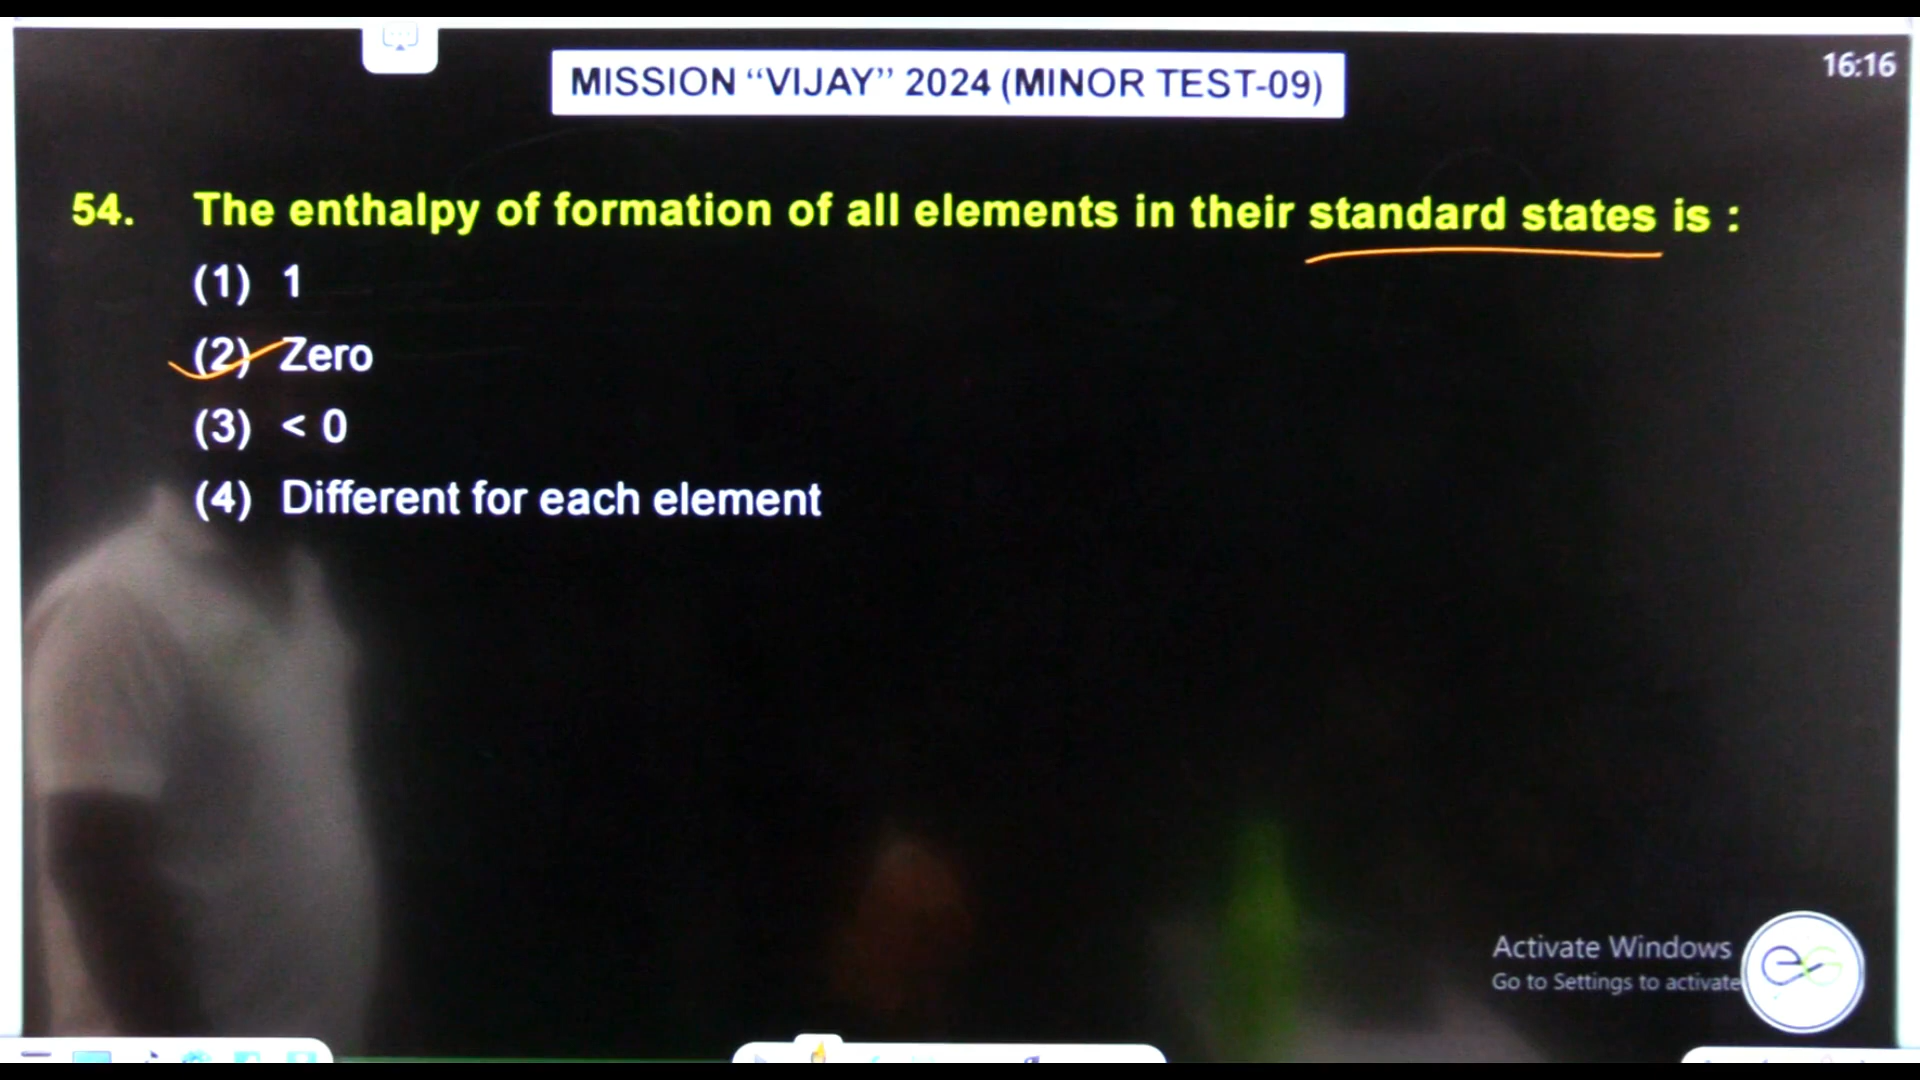 16:16
MISSION “VIJAY” 2024 (MINOR TEST-09)
54. The enthalpy of formation of all elements in their standard states is :
(1) 1
(2) Zero
(3) < 0
(4) Different for each element
Activate Windows
Go to Settings to activate